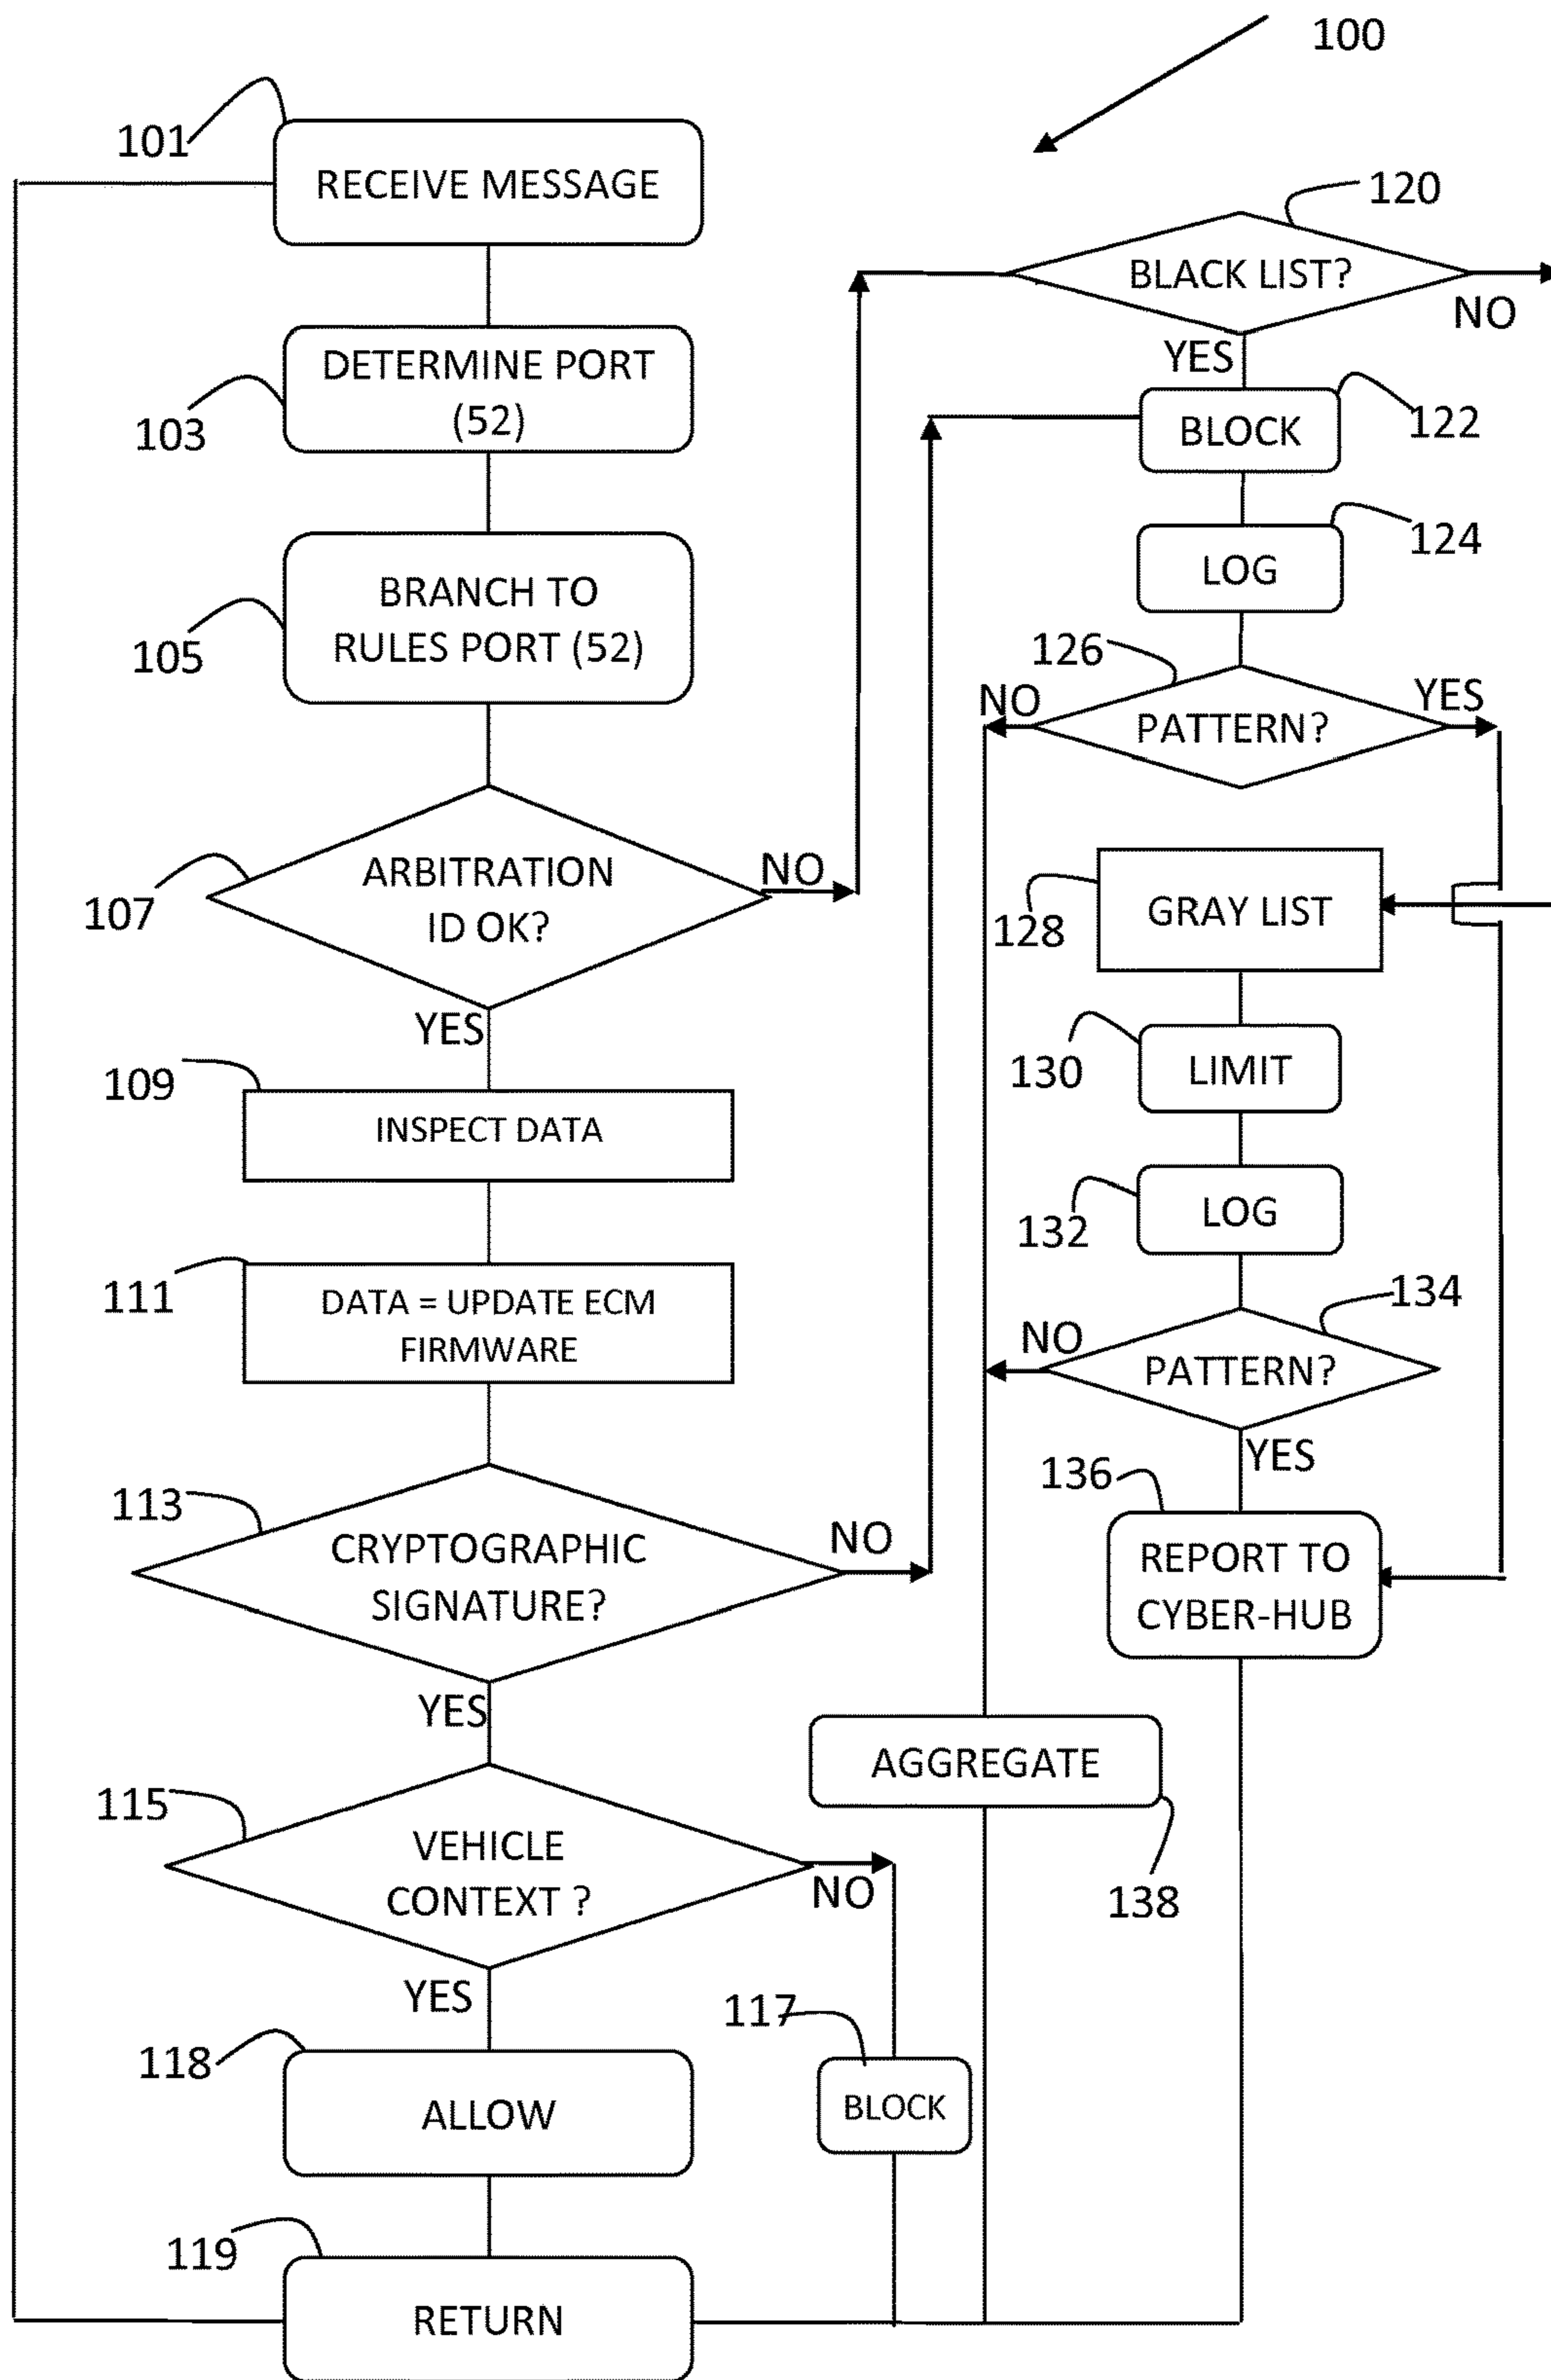 100
101
RECEIVE MESSAGE
103
DETERMINE PORT
(52)
105
BRANCH TO
RULES PORT (52)
107
ARBITRATION
ID OK?
NO
YES
109
INSPECT DATA
111
DATA = UPDATE ECM
FIRMWARE
113
CRYPTOGRAPHIC
SIGNATURE?
NO
YES
115
VEHICLE
CONTEXT ?
NO
YES
117
BLOCK
118
ALLOW
119
RETURN
120
BLACK LIST?
NO
YES
122
BLOCK
124
LOG
126
NO
YES
PATTERN?
128
GRAY LIST
130
LIMIT
132
LOG
134
NO
PATTERN?
YES
136
REPORT TO
CYBER-HUB
AGGREGATE
138